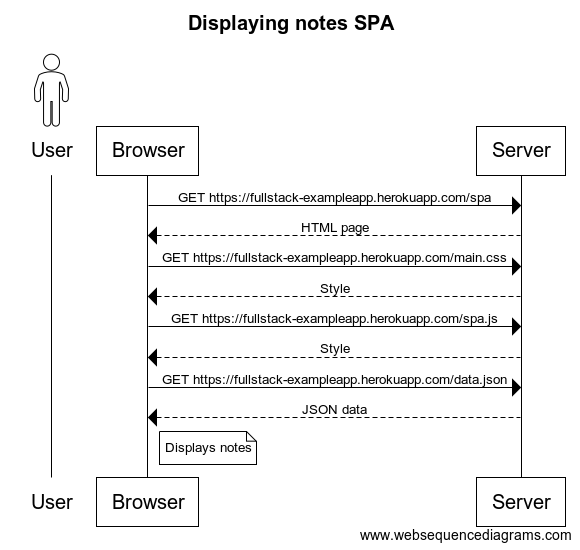 Displaying notes SPA
User
Browser
Server
GET https://fullstack-exampleapp.herokuapp.com/spa
HTML page
GET https://fullstack-exampleapp.herokuapp.com/main.css
Style
GET https://fullstack-exampleapp.herokuapp.com/spa.js
Style
GET https://fullstack-exampleapp.herokuapp.com/data.json
JSON data
Displays notes
User
Browser
Server
www.websequencediagrams.com